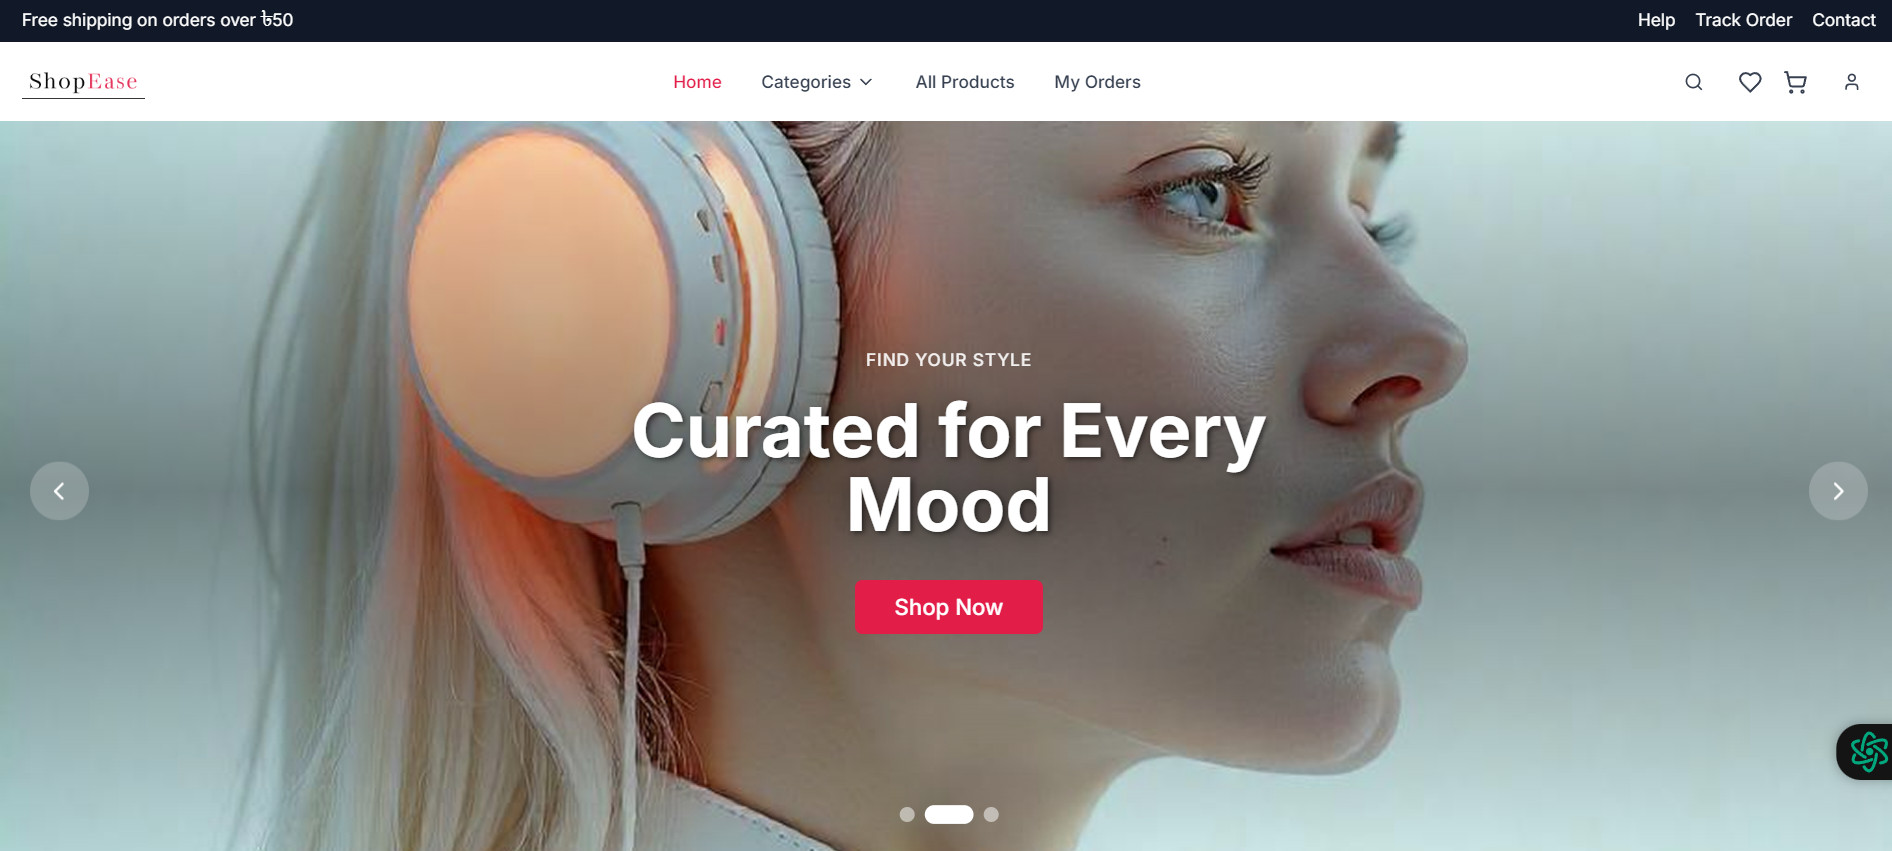 Free shipping on orders over ৳50
Help Track Order Contact
ShopEase
Home Categories All Products My Orders
FIND YOUR STYLE
Curated for Every
Mood
Shop Now